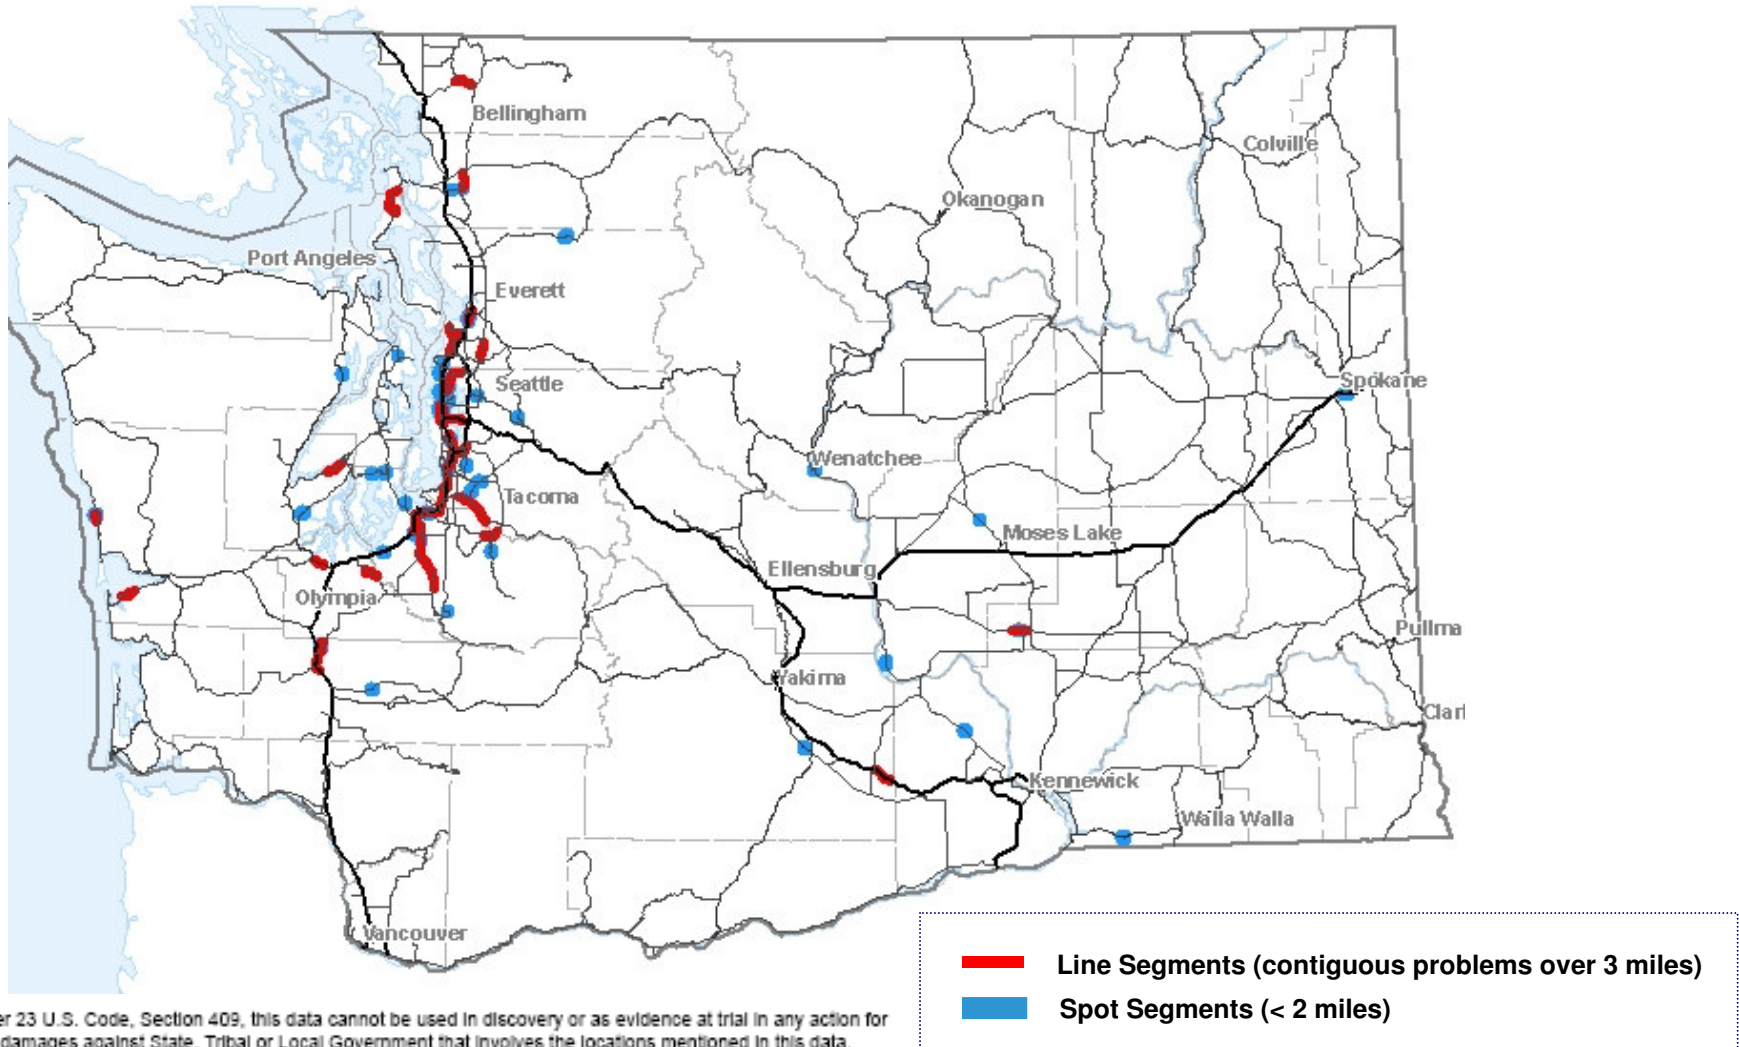 Bellingham
Colville
Okanogan
Port Angeles
Everett
Seattle
Spokane
Wenatchee
Tacoma
Moses Lake
Ellensburg
Olympia
Pullma
Yakima
Clar
Kennewick
Walla Walla
Vancouver
Line Segments (contiguous problems over 3 miles)
Spot Segments (< 2 miles)
er 23 U.S. Code, Section 409, this data cannot be used in discovery or as evidence at trial in any action for
damages against State, Tribal or Local Government that involves the locations mentioned in this data.